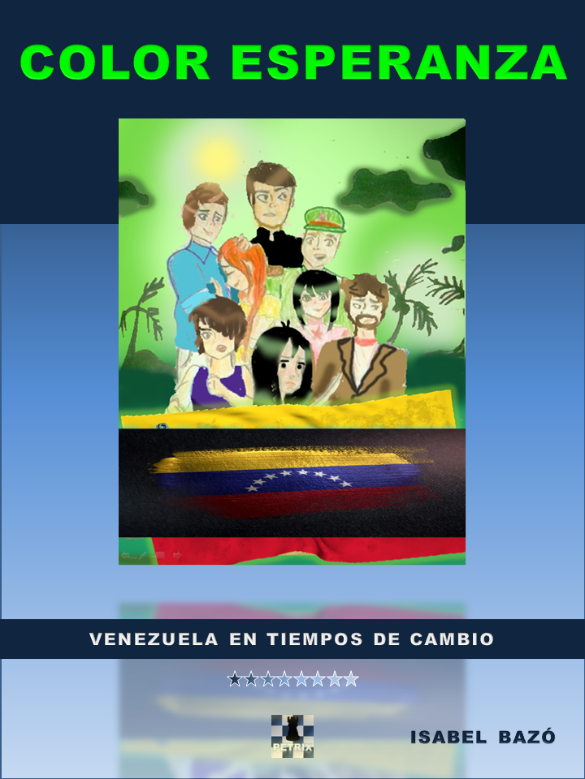 COLOR ESPERANZA
VENEZUELA EN TIEMPOS DE CAMBIO
PETRIX
ISABEL BAZÓ